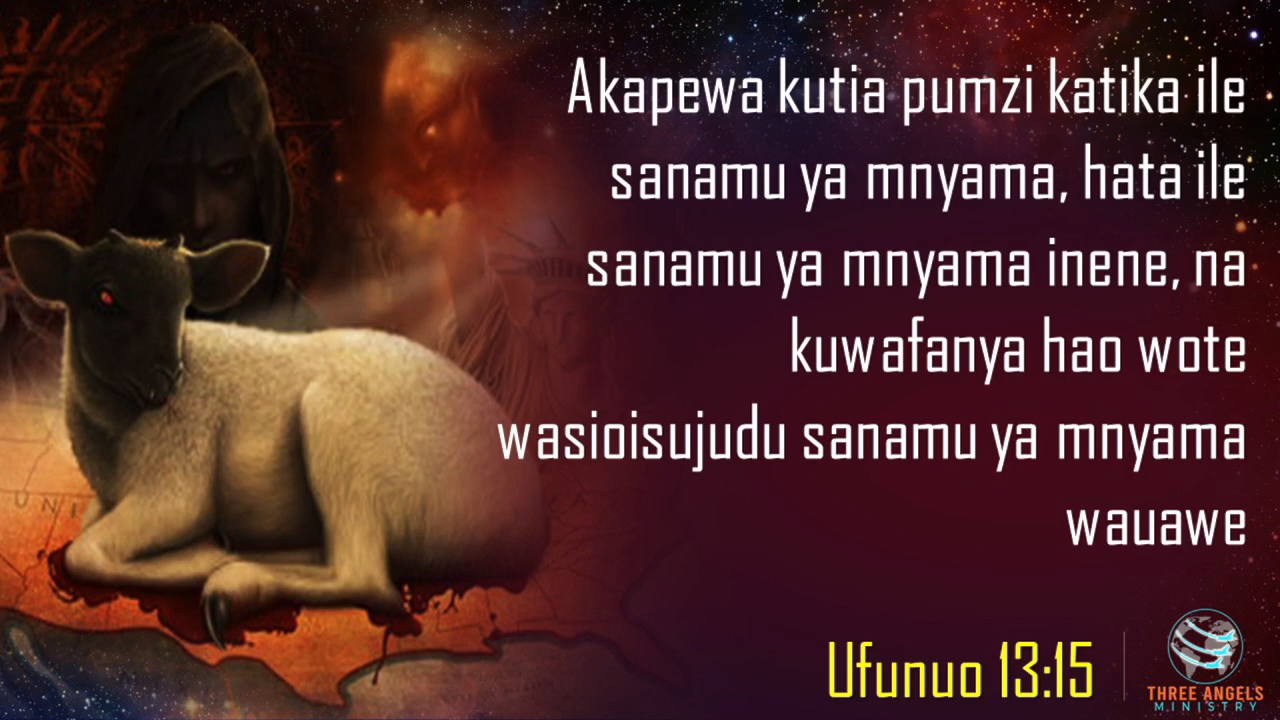 Akapewa kutia pumzi katika ile
sanamu ya mnyama, hata ile
sanamu ya mnyama inene, na
kuwafanya hao wote
wasioisujudu sanamu ya mnyama
wauawe
Ufunuo 13:15
THREE ANGELS
MINISTRY
UNI